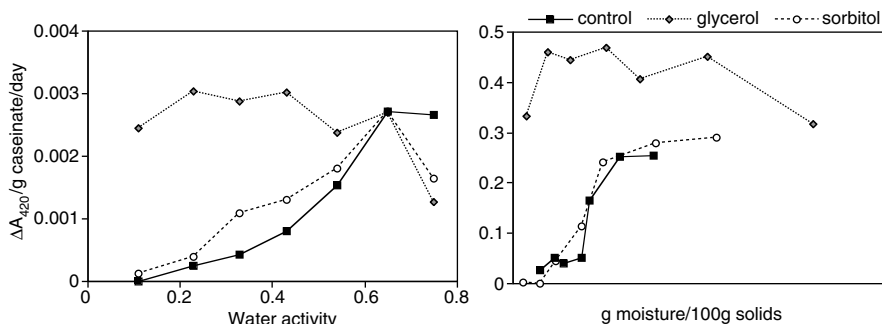 control glycerol sorbitol
0.004
0.003
0.002
0.001
0
0 0.2 0.4 0.6 0.8
Water activity
ΔA420/g caseinate/day
0.5
0.4
0.3
0.2
0.1
0
g moisture/100g solids